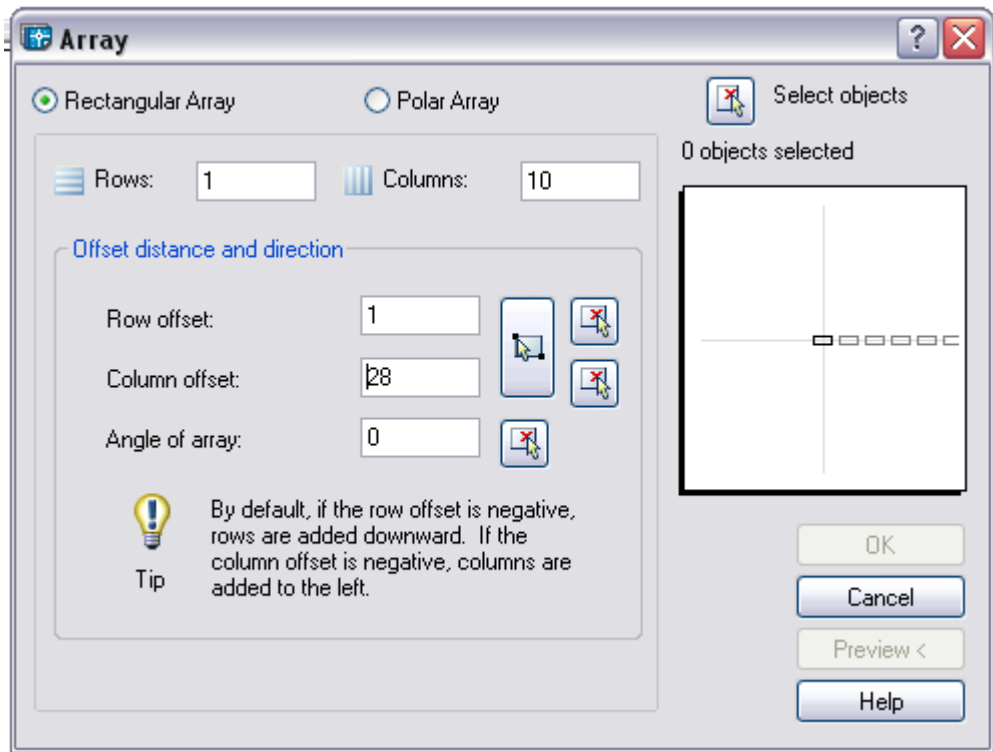 Array
Rectangular Array
Polar Array
Select objects
0 objects selected
Rows:
1
Columns:
10
Offset distance and direction
Row offset:
1
Column offset:
28
Angle of array:
0
By default, if the row offset is negative,
rows are added downward. If the
column offset is negative, columns are
added to the left.
Tip
OK
Cancel
Preview <
Help